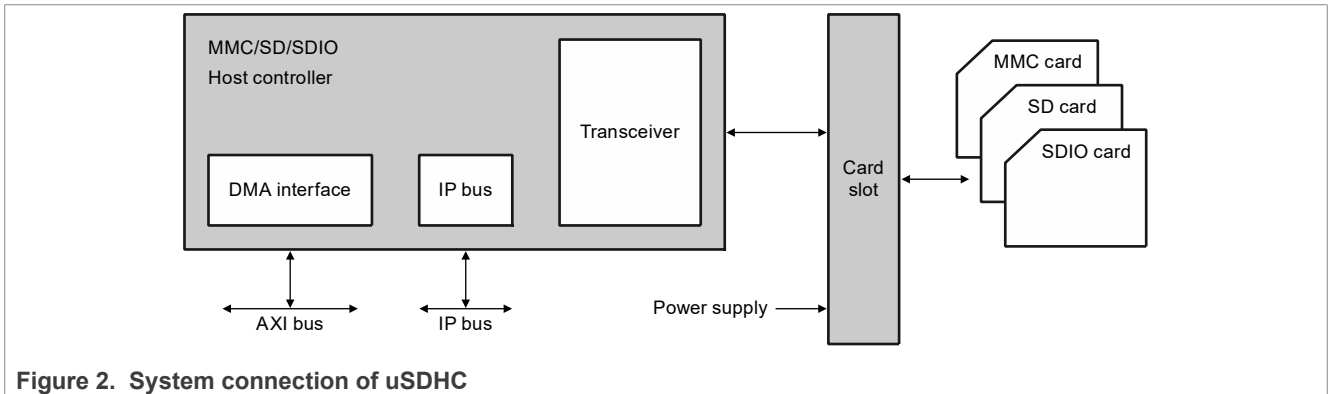 MMC/SD/SDIO
Host controller
Transceiver
DMA interface
IP bus
AXI bus
IP bus
Power supply
Card
slot
MMC card
SD card
SDIO card
Figure 2. System connection of uSDHC